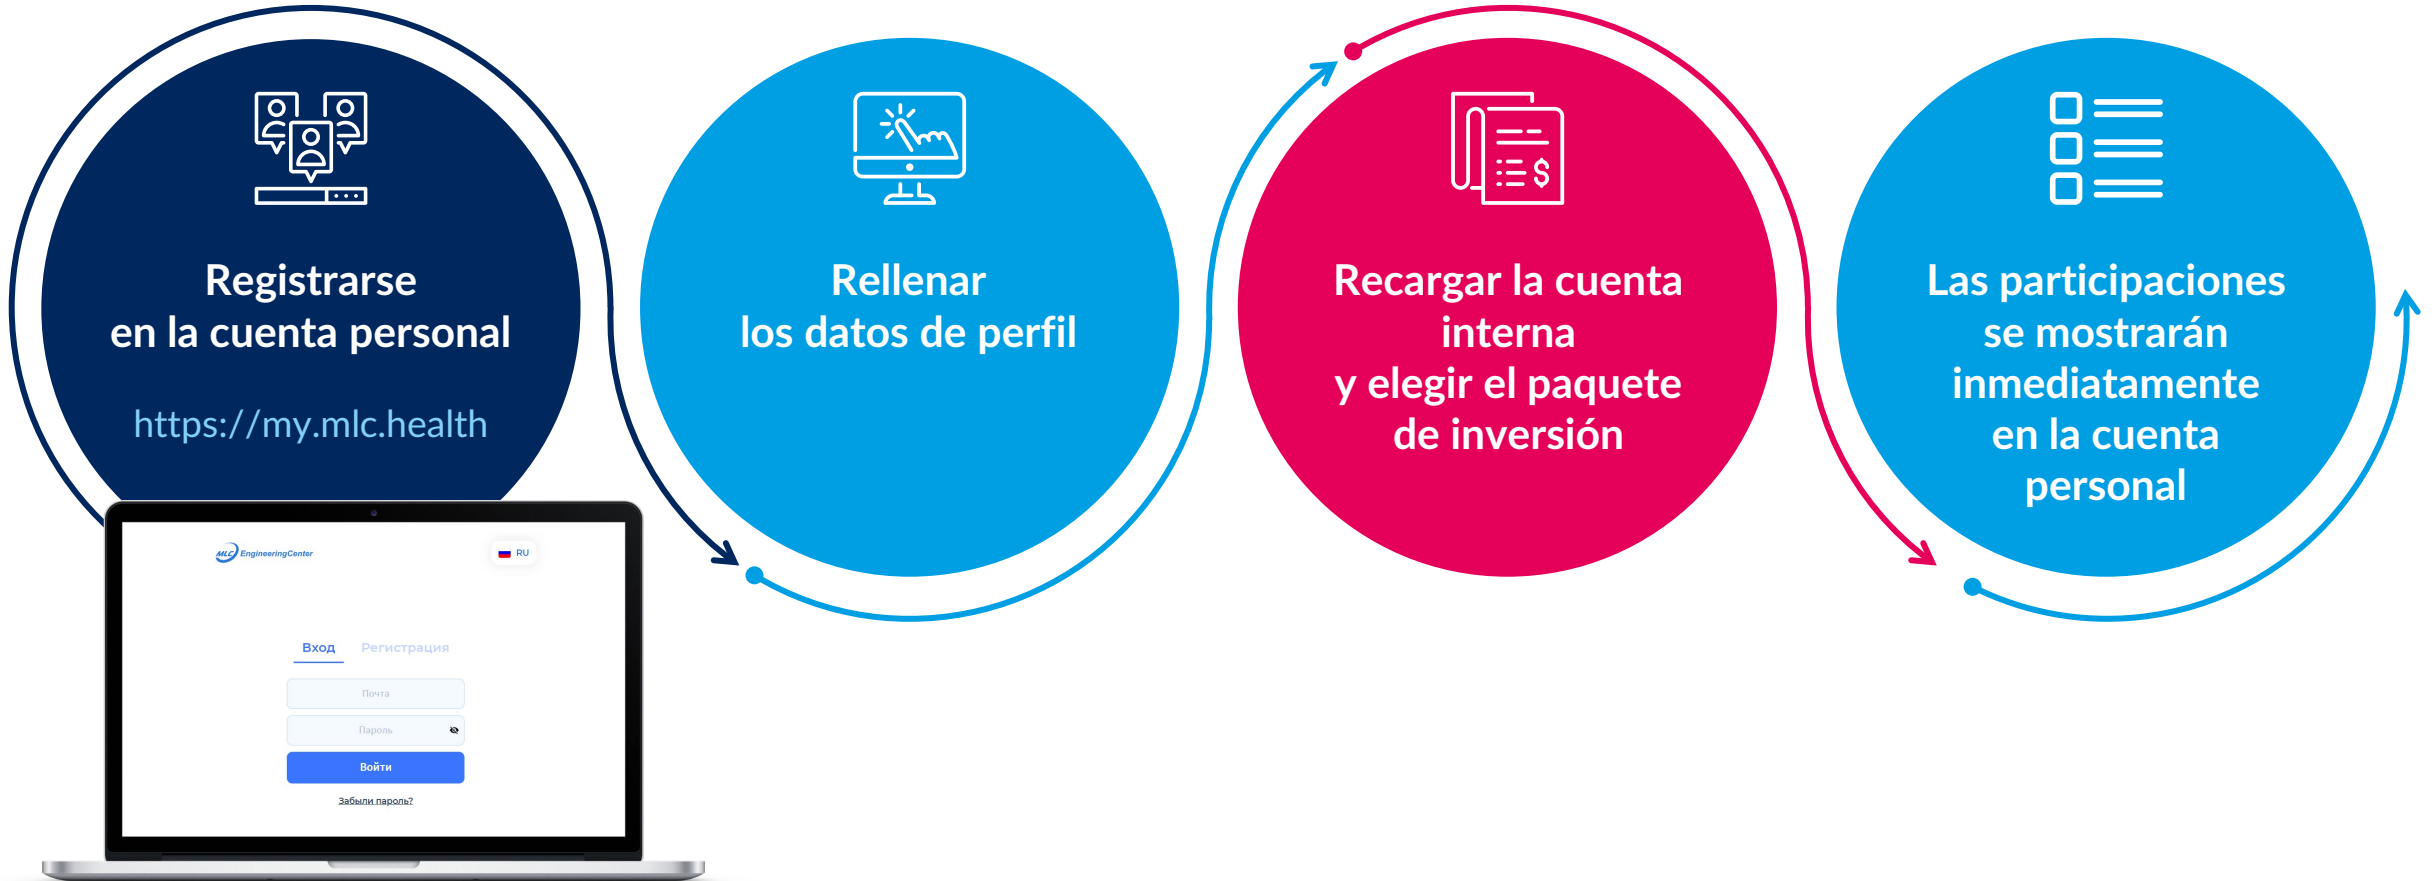 Registrarse
en la cuenta personal
https://my.mlc.health
Rellenar
los datos de perfil
Recargar la cuenta
interna
y elegir el paquete
de inversión
Las participaciones
se mostrarán
inmediatamente
en la cuenta
personal
MLC EngineeringCenter
RU
Вход Регистрация
Почта
Пароль
Войти
Забыли пароль?